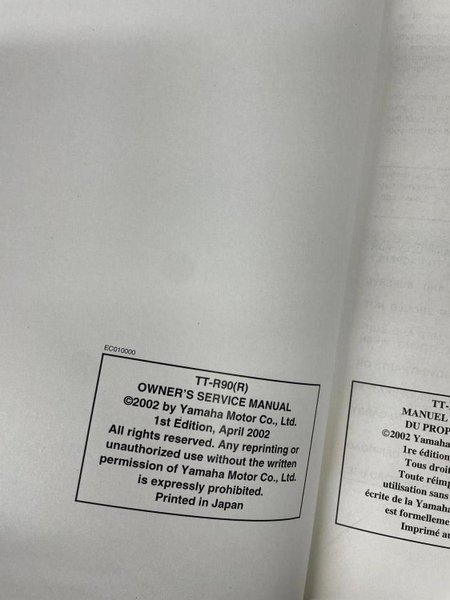 EC010000
TT-R90(R)
OWNER'S SERVICE MANUAL
©2002 by Yamaha Motor Co., Ltd.
1st Edition, April 2002
All rights reserved. Any reprinting or
unauthorized use without the written
permission of Yamaha Motor Co., Ltd.
is expressly prohibited.
Printed in Japan
TT-
MANUEL
DU PROP
©2002 Yamaha
1re édition
Tous droit
Toute réimp
utilisation sans
écrite de la Yamaha
est formelleme
Imprimé au